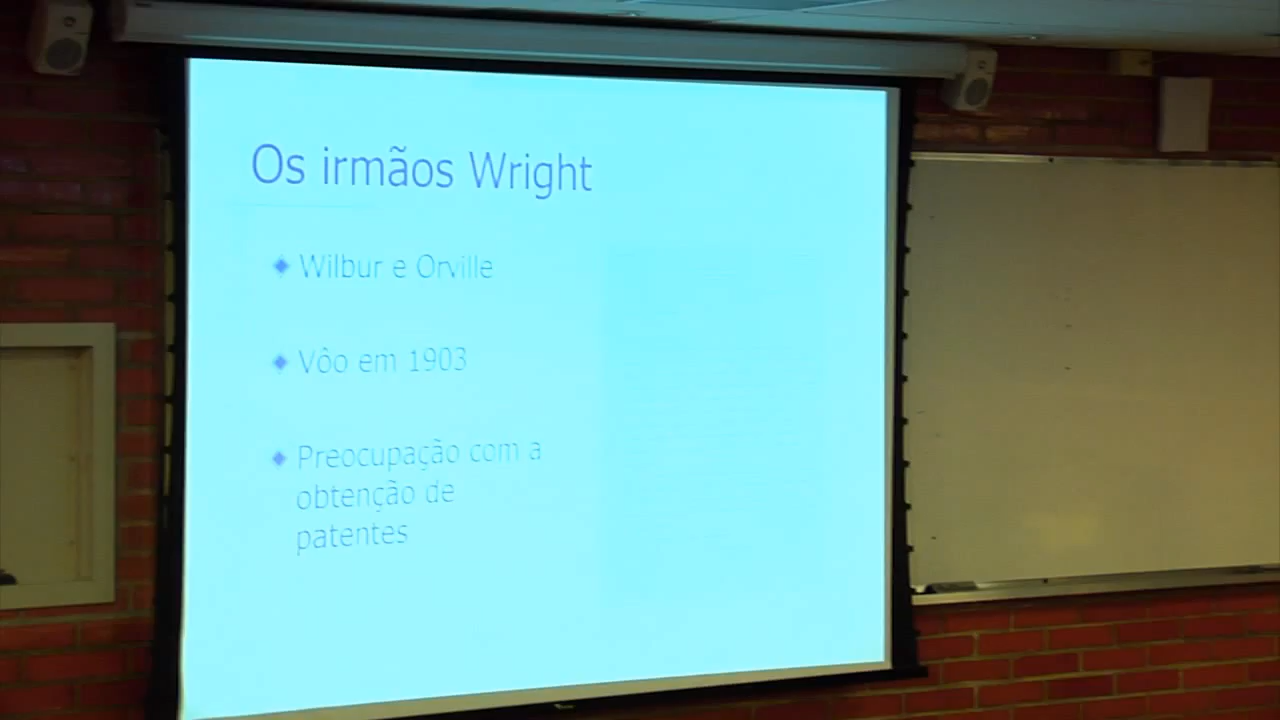 Os irmãos Wright
Wilbur e Orville
Vôo em 1903
Preocupação com a
obtenção de
patentes